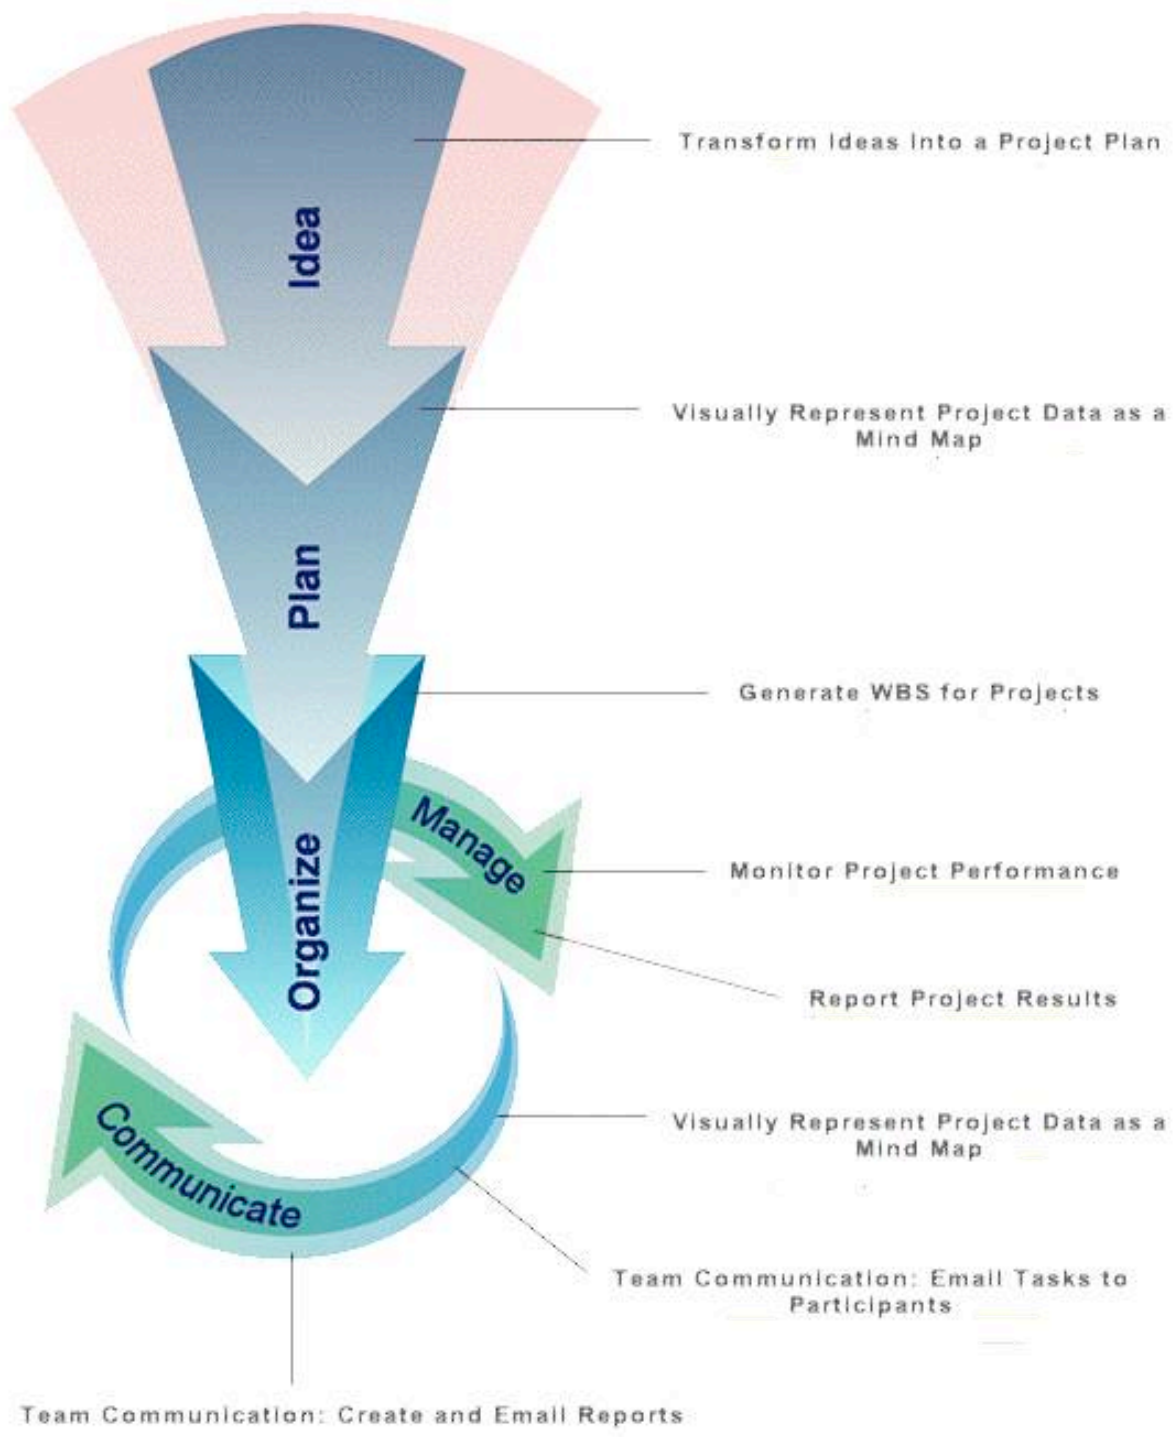 Transform Ideas Into a Project Plan
Idea
Visually Represent Project Data as a
Mind Map
Plan
Generate WBS for Projects
Manage
Organize
Monitor Project Performance
Report Project Results
Communicate
Visually Represent Project Data as a
Mind Map
Team Communication: Email Tasks to
Participants
Team Communication: Create and Email Reports